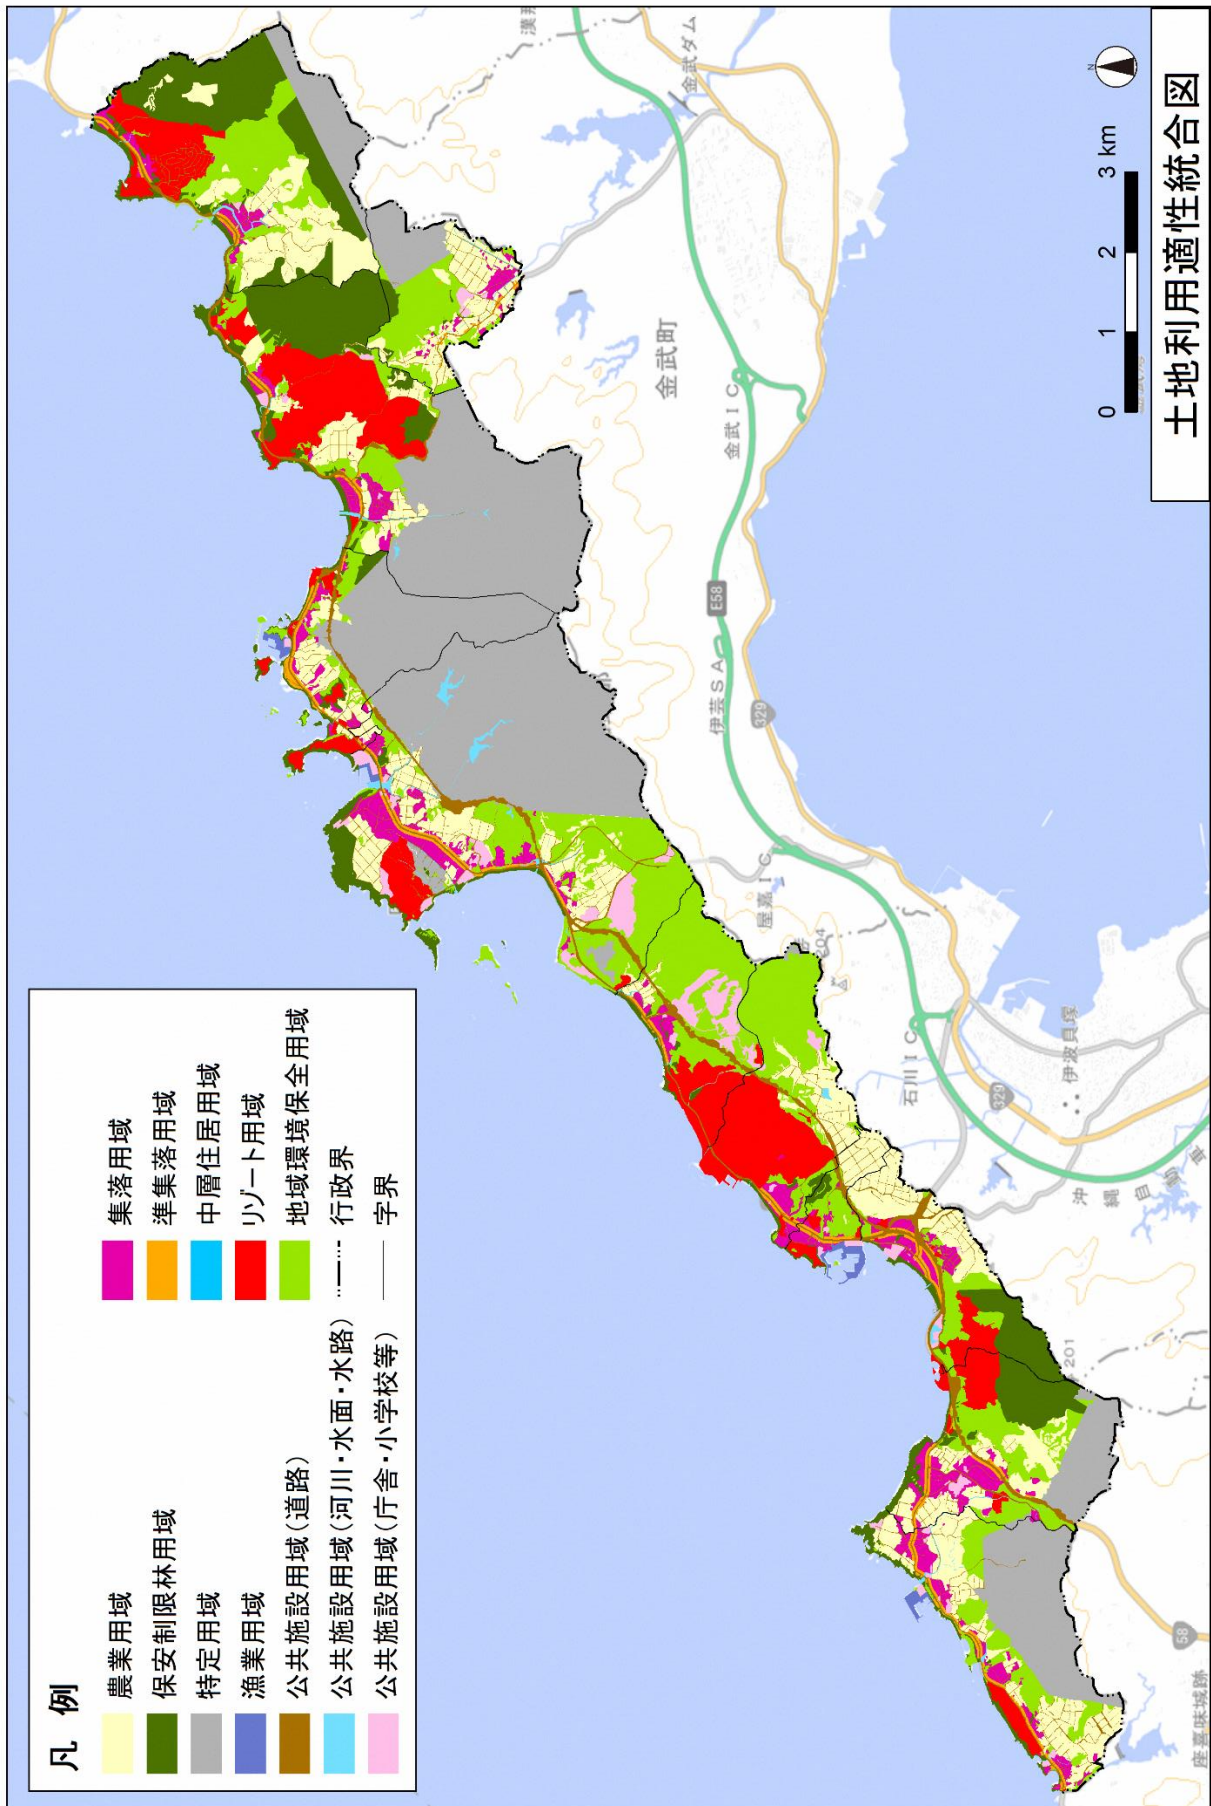 土地利用適性統合図
凡 例
農業用域
保安制限林用域
特定用域
漁業用域
公共施設用域(道路)
公共施設用域(河川・水面・水路)
公共施設用域(庁舎・小学校等)
集落用域
準集落用域
中層住居用域
リゾート用域
地域環境保全用域
行政界
字界
N
0 1 2 3 km
金武ダム
金武町
金武IC
E58
伊芸SA
329
屋嘉IC
204
石川IC
329
伊波貝塚
沖縄自動車
201
58
座喜味城跡